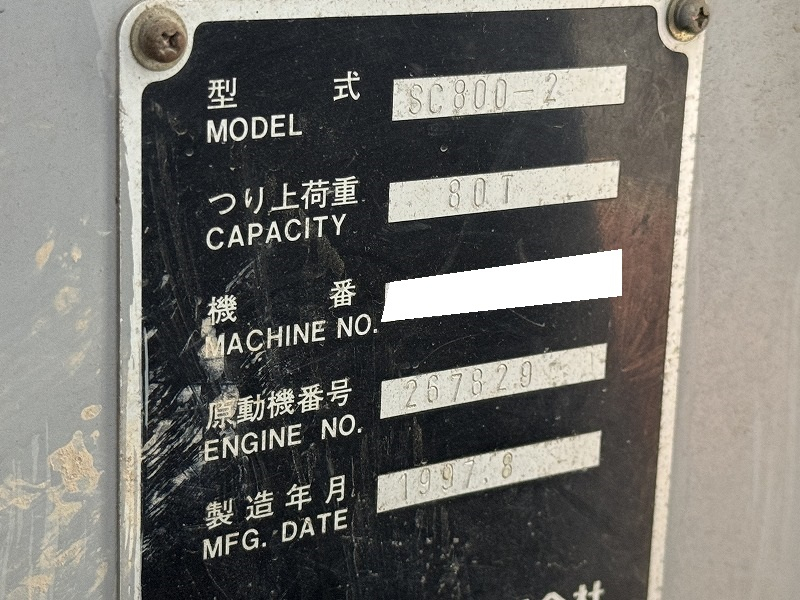 型式 SC800-2
MODEL
つり上荷重 80T
CAPACITY
機番
MACHINE NO.
原動機番号 267829
ENGINE NO.
製造年月 1997.8
MFG. DATE